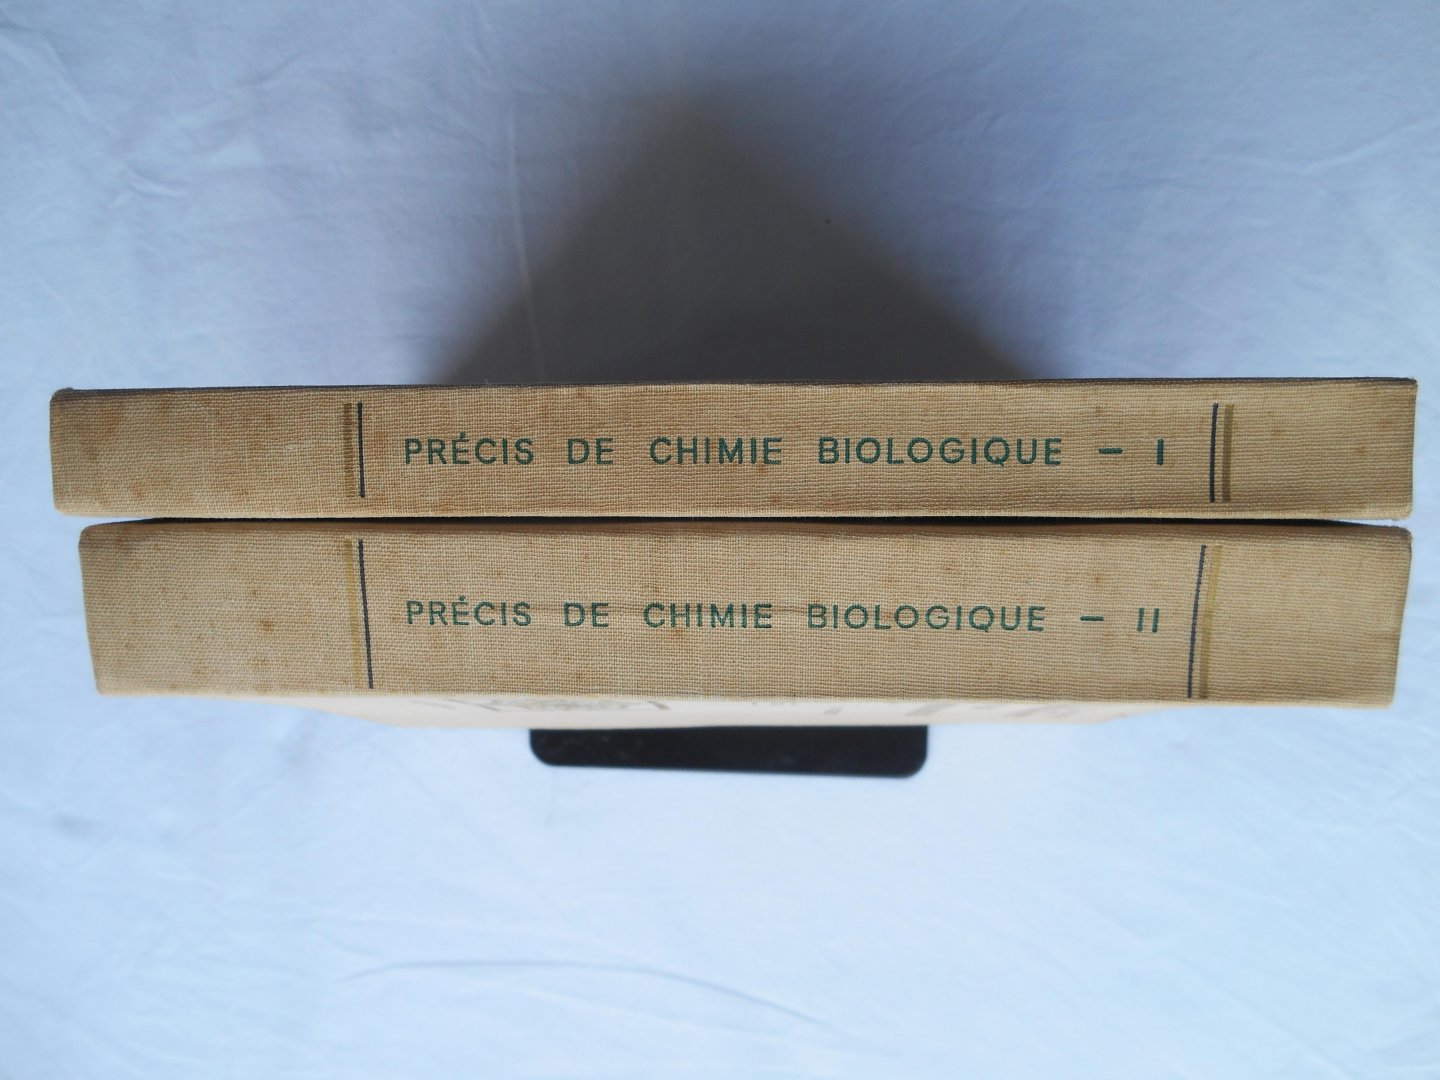 PRÉCIS DE CHIMIE BIOLOGIQUE — I
PRÉCIS DE CHIMIE BIOLOGIQUE — II